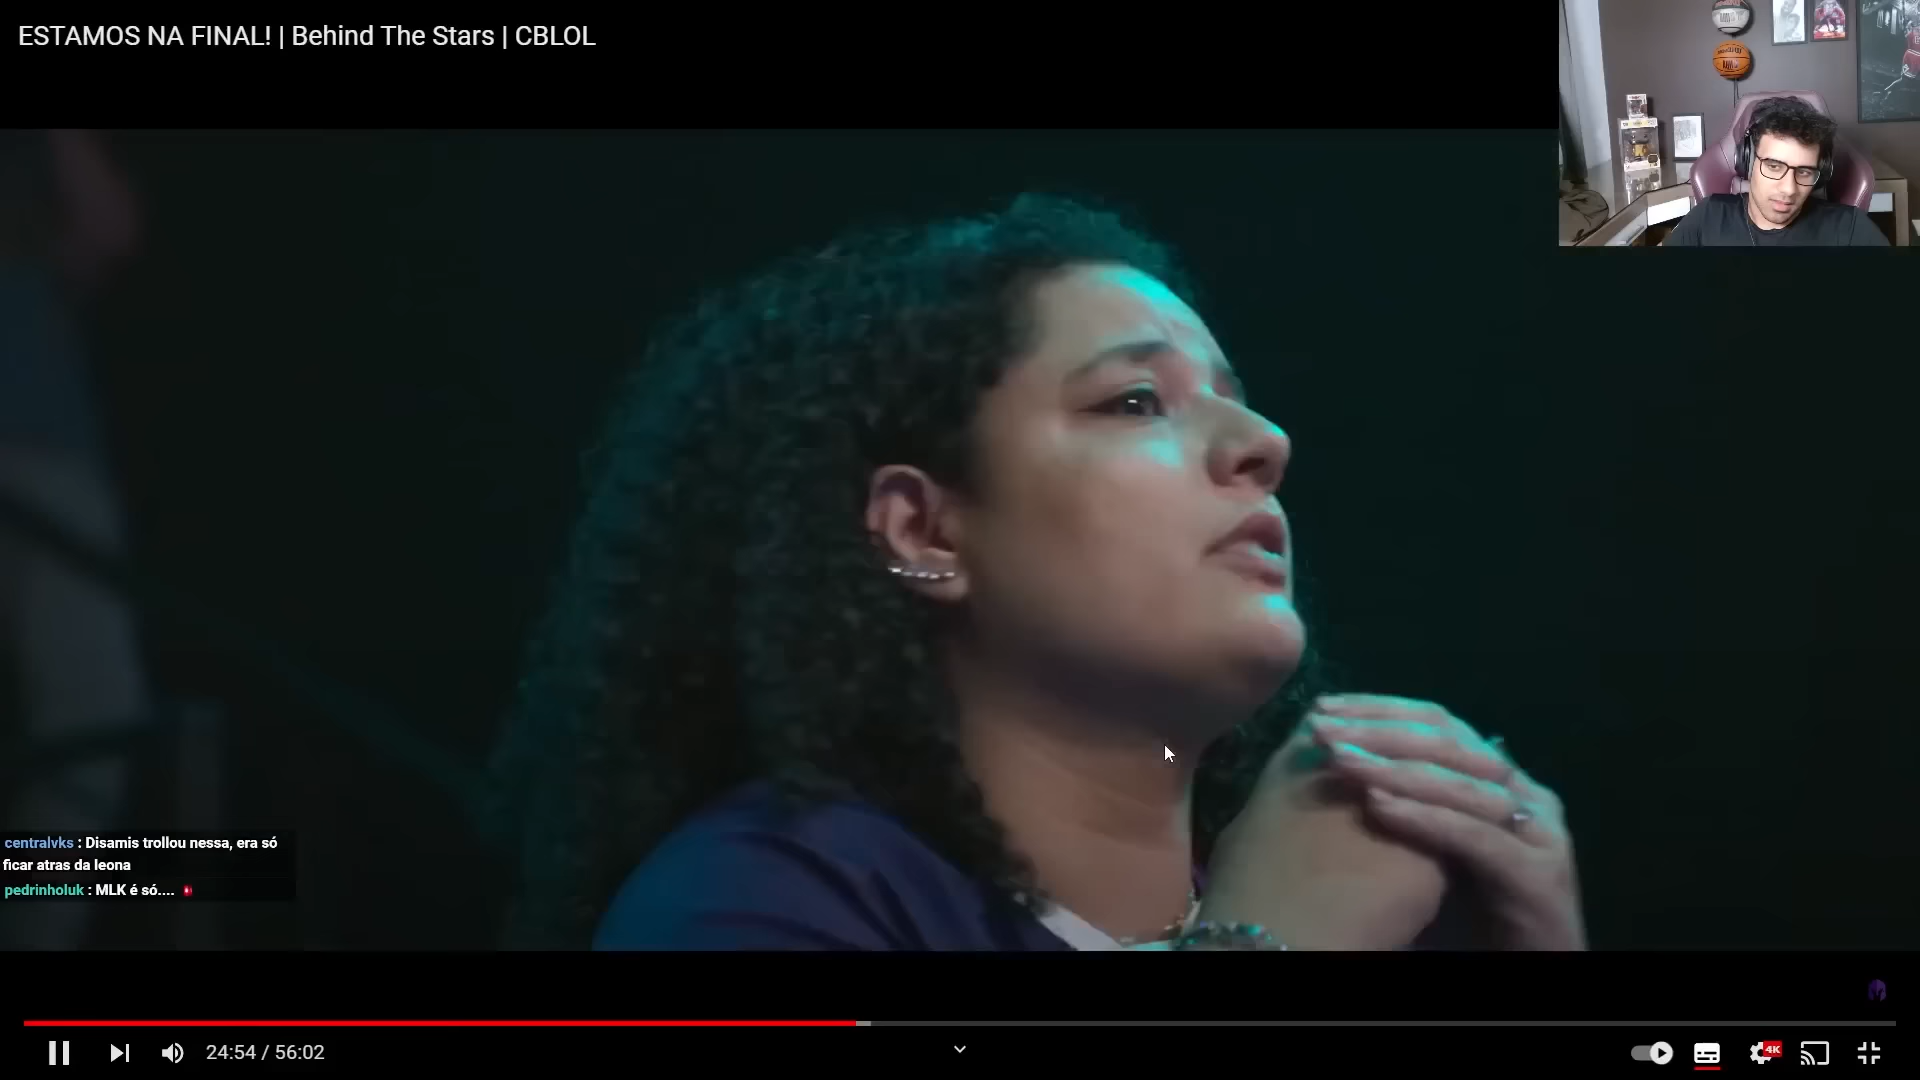 ESTAMOS NA FINAL! | Behind The Stars | CBLOL
centralvks : Disamis trollou nessa, era só
ficar atras da leona
pedrinholuk : MLK é só....
24:54 / 56:02
4K